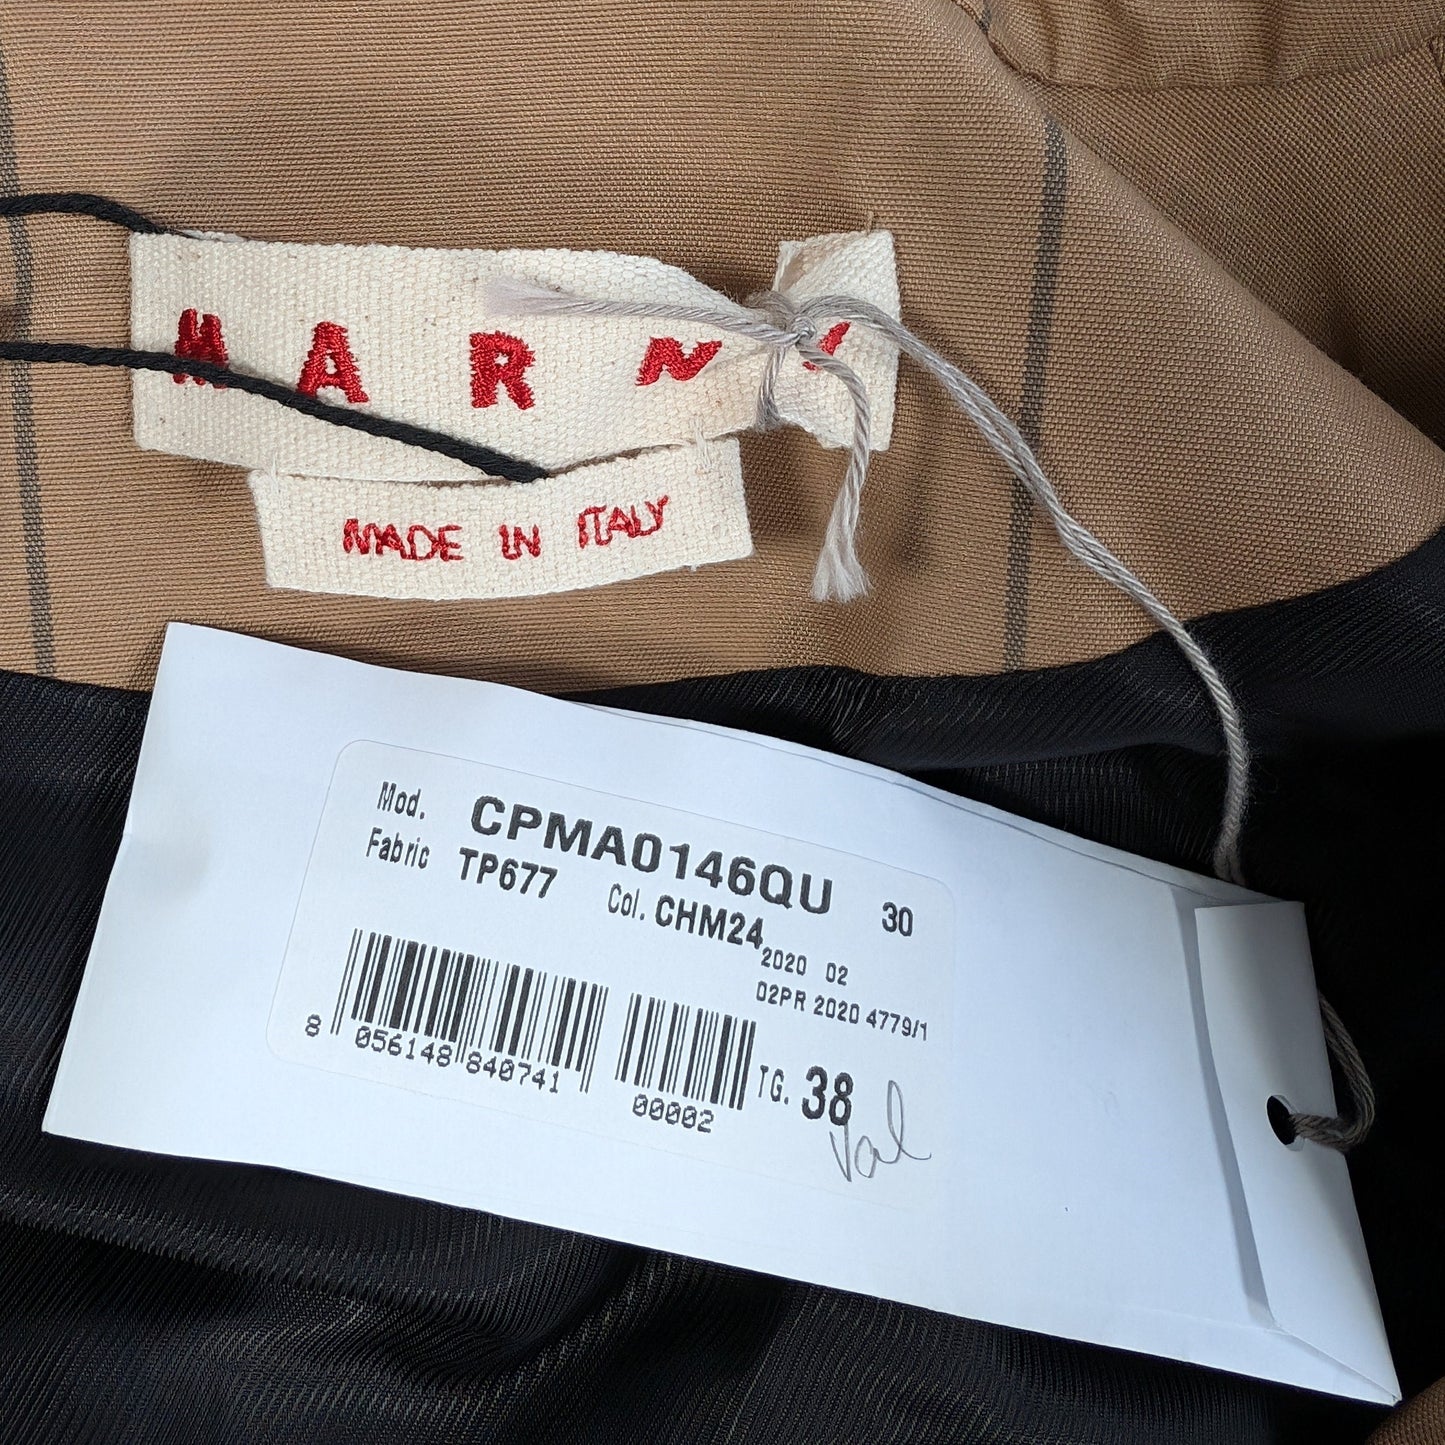 MARNI
MADE IN ITALY
Mod. CPMA0146QU 30
Fabric TP677 Col. CHM24
2020 02
02PR 2020 4779/1
8 056148 840741 00002 TG. 38
Val